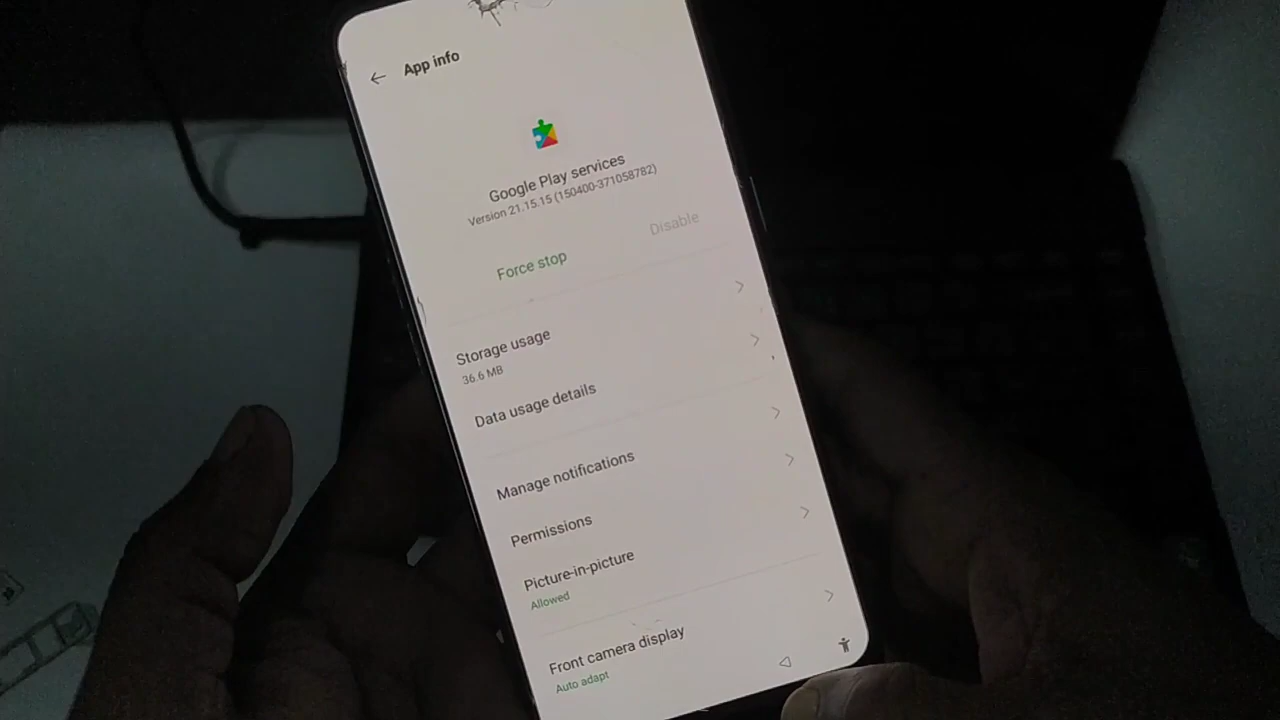 App info
Google Play services
Version 21.15.15 (150400-371058782)
Force stop
Disable
Storage usage
36.6 MB
Data usage details
Manage notifications
Permissions
Picture-in-picture
Allowed
Front camera display
Auto adapt